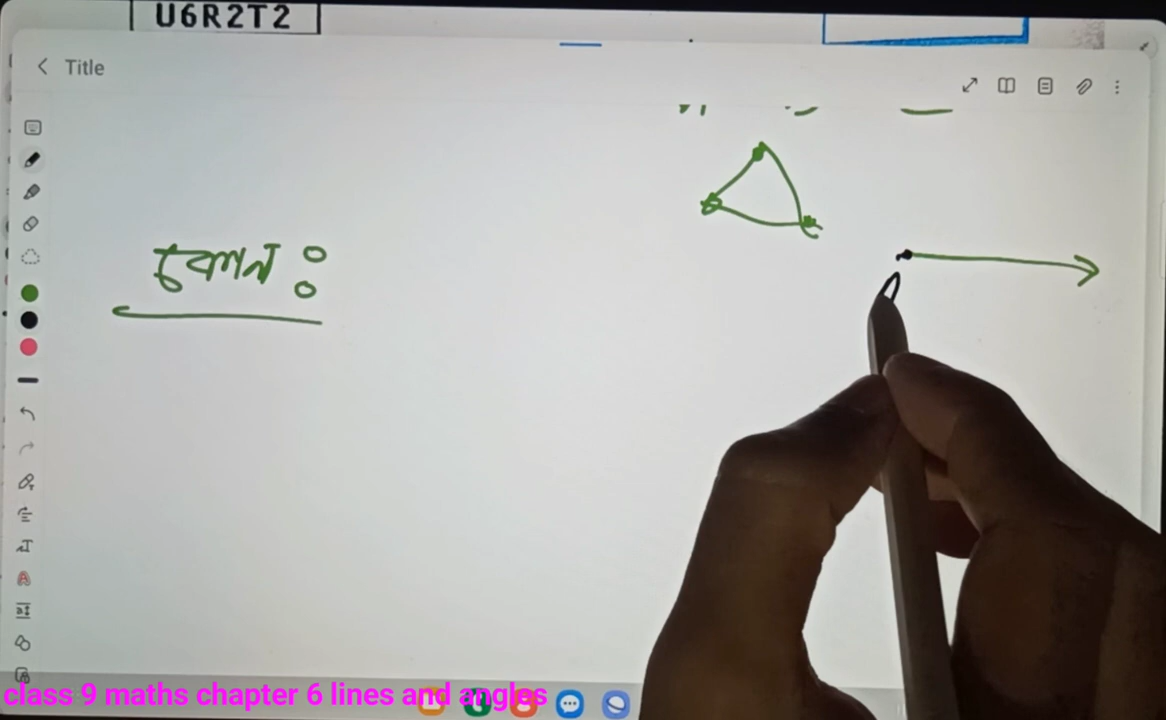 U6R2T2
Title
কোন :
class 9 maths chapter 6 lines and angles